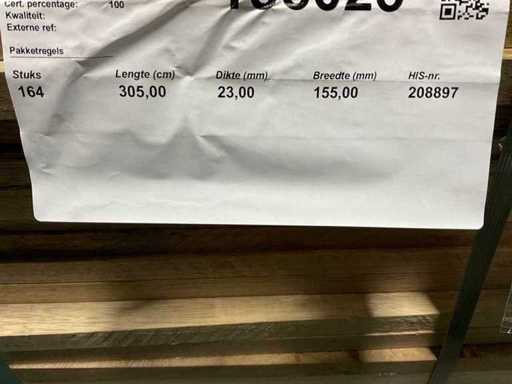 Cert. percentage: 100
Kwaliteit:
Externe ref:
Pakketregels
Stuks Lengte (cm) Dikte (mm) Breedte (mm) HIS-nr.
164 305,00 23,00 155,00 208897